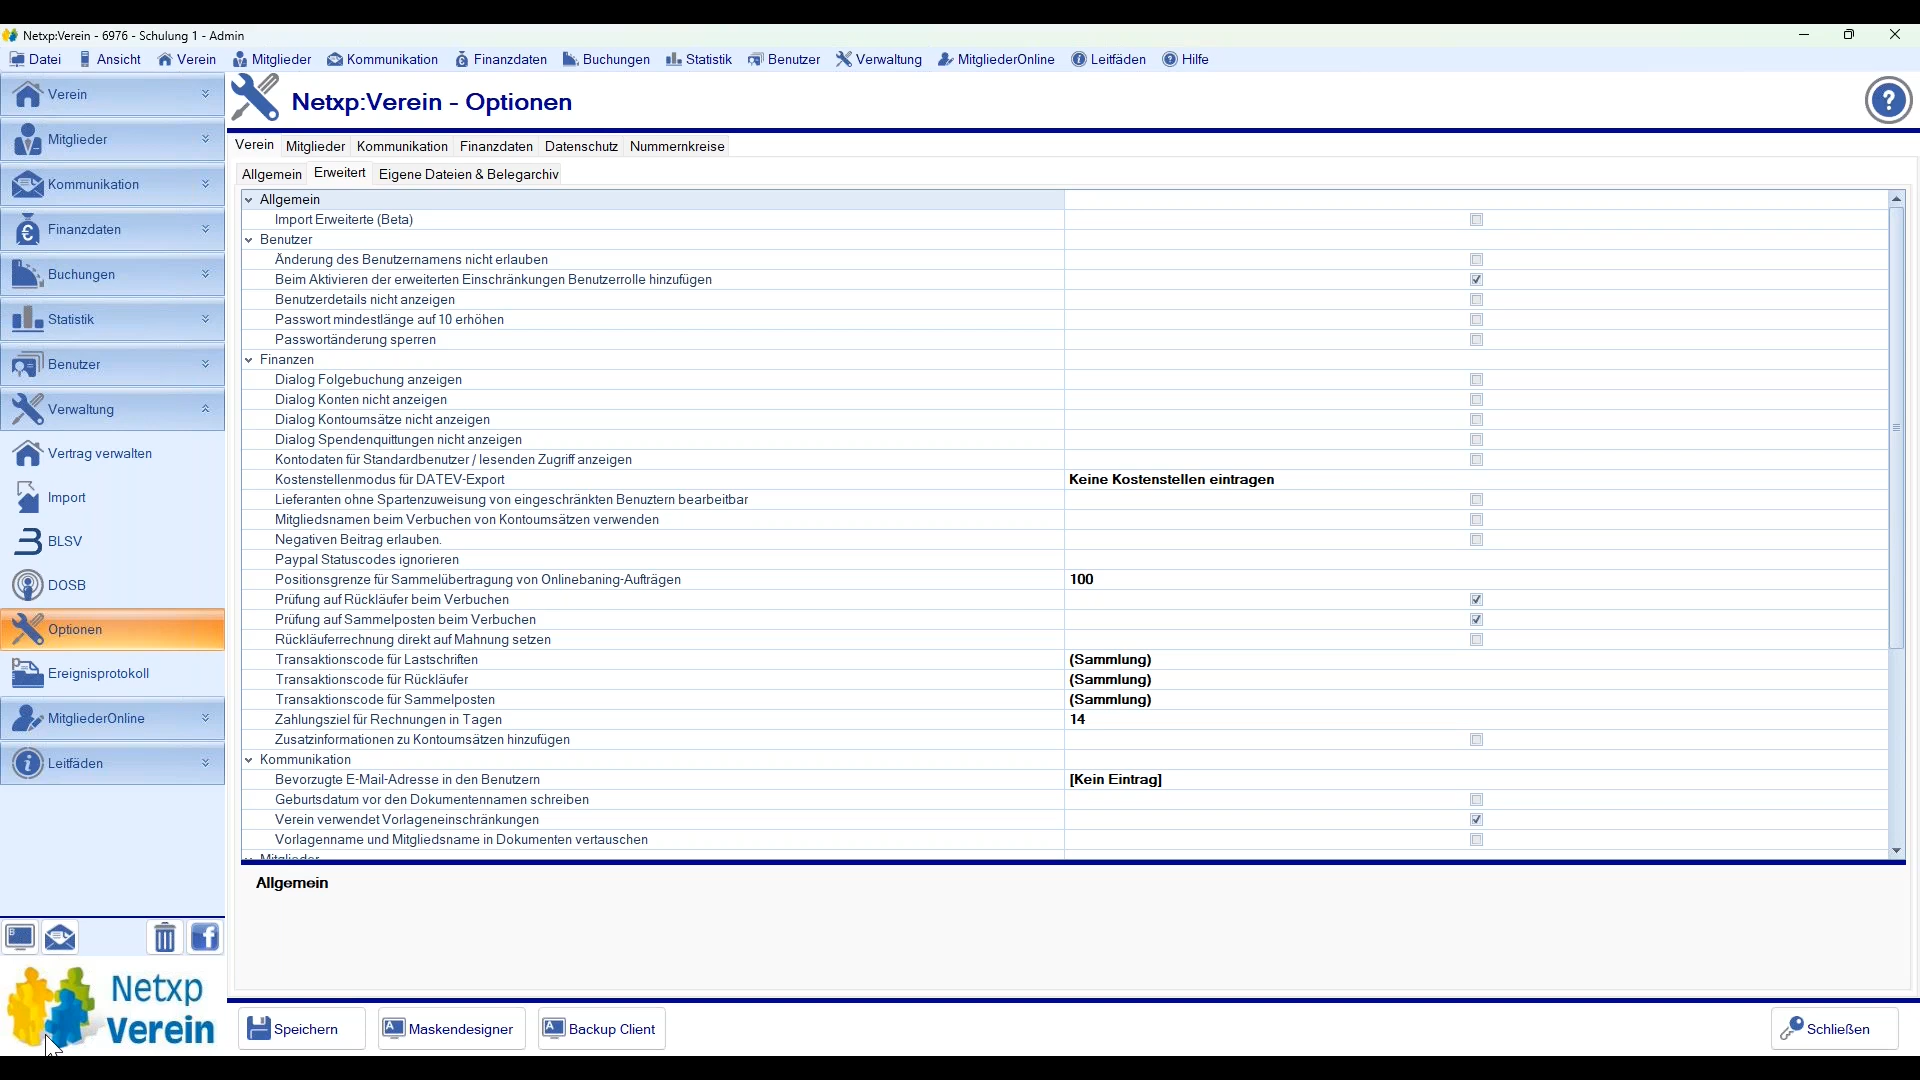 Netxp:Verein - 6976 - Schulung 1 - Admin
Datei Ansicht Verein Mitglieder Kommunikation Finanzdaten Buchungen Statistik Benutzer Verwaltung MitgliederOnline Leitfäden Hilfe
Verein
Mitglieder
Kommunikation
Finanzdaten
Buchungen
Statistik
Benutzer
Verwaltung
Vertrag verwalten
Import
BLSV
DOSB
Optionen
Ereignisprotokoll
MitgliederOnline
Leitfäden
Netxp
Verein
Netxp:Verein - Optionen
Verein Mitglieder Kommunikation Finanzdaten Datenschutz Nummernkreise
Allgemein Erweitert Eigene Dateien & Belegarchiv
Allgemein
Import Erweiterte (Beta)
Benutzer
Änderung des Benutzernamens nicht erlauben
Beim Aktivieren der erweiterten Einschränkungen Benutzerrolle hinzufügen
Benutzerdetails nicht anzeigen
Passwort mindestlänge auf 10 erhöhen
Passwortänderung sperren
Finanzen
Dialog Folgebuchung anzeigen
Dialog Konten nicht anzeigen
Dialog Kontoumsätze nicht anzeigen
Dialog Spendenquittungen nicht anzeigen
Kontodaten für Standardbenutzer / lesenden Zugriff anzeigen
Kostenstellenmodus für DATEV-Export Keine Kostenstellen eintragen
Lieferanten ohne Spartenzuweisung von eingeschränkten Benuztern bearbeitbar
Mitgliedsnamen beim Verbuchen von Kontoumsätzen verwenden
Negativen Beitrag erlauben.
Paypal Statuscodes ignorieren
Positionsgrenze für Sammelübertragung von Onlinebaning-Aufträgen 100
Prüfung auf Rückläufer beim Verbuchen
Prüfung auf Sammelposten beim Verbuchen
Rückläuferrechnung direkt auf Mahnung setzen
Transaktionscode für Lastschriften (Sammlung)
Transaktionscode für Rückläufer (Sammlung)
Transaktionscode für Sammelposten (Sammlung)
Zahlungsziel für Rechnungen in Tagen 14
Zusatzinformationen zu Kontoumsätzen hinzufügen
Kommunikation
Bevorzugte E-Mail-Adresse in den Benutzern [Kein Eintrag]
Geburtsdatum vor den Dokumentennamen schreiben
Verein verwendet Vorlageneinschränkungen
Vorlagenname und Mitgliedsname in Dokumenten vertauschen
Mitglieder
Allgemein
Speichern Maskendesigner Backup Client Schließen